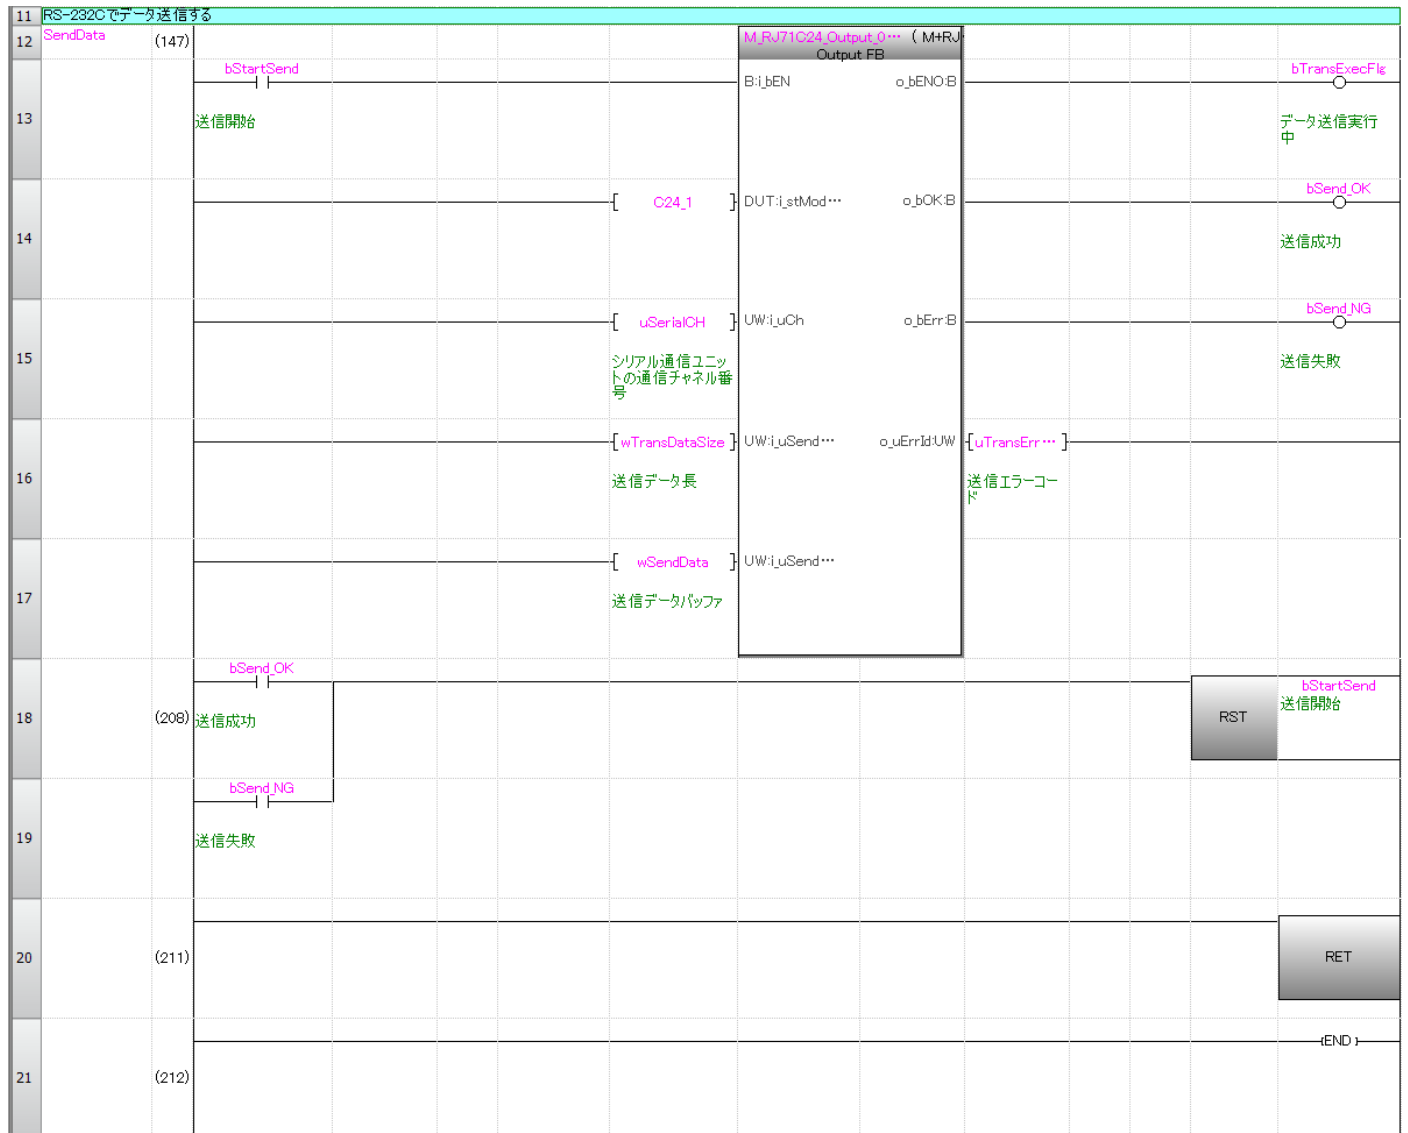 11 RS-232Cでデータ送信する
12 SendData (147) M_RJ71C24_Output_0… ( M+RJ
Output FB
bStartSend B:i_bEN o_bENO:B bTransExecFlg
13 送信開始 データ送信実行
中
C24_1 DUT:i_stMod… o_bOK:B bSend_OK
14 送信成功
uSerialCH UW:i_uCh o_bErr:B bSend_NG
15 シリアル通信ユニッ 送信失敗
トの通信チャネル番
号
wTransDataSize UW:i_uSend… o_uErrId:UW uTransErr…
16 送信データ長 送信エラーコー
ド
wSendData UW:i_uSend…
17 送信データバッファ
bSend_OK bStartSend
18 (208) 送信成功 RST 送信開始
bSend_NG
19 送信失敗
20 (211) RET
END
21 (212)